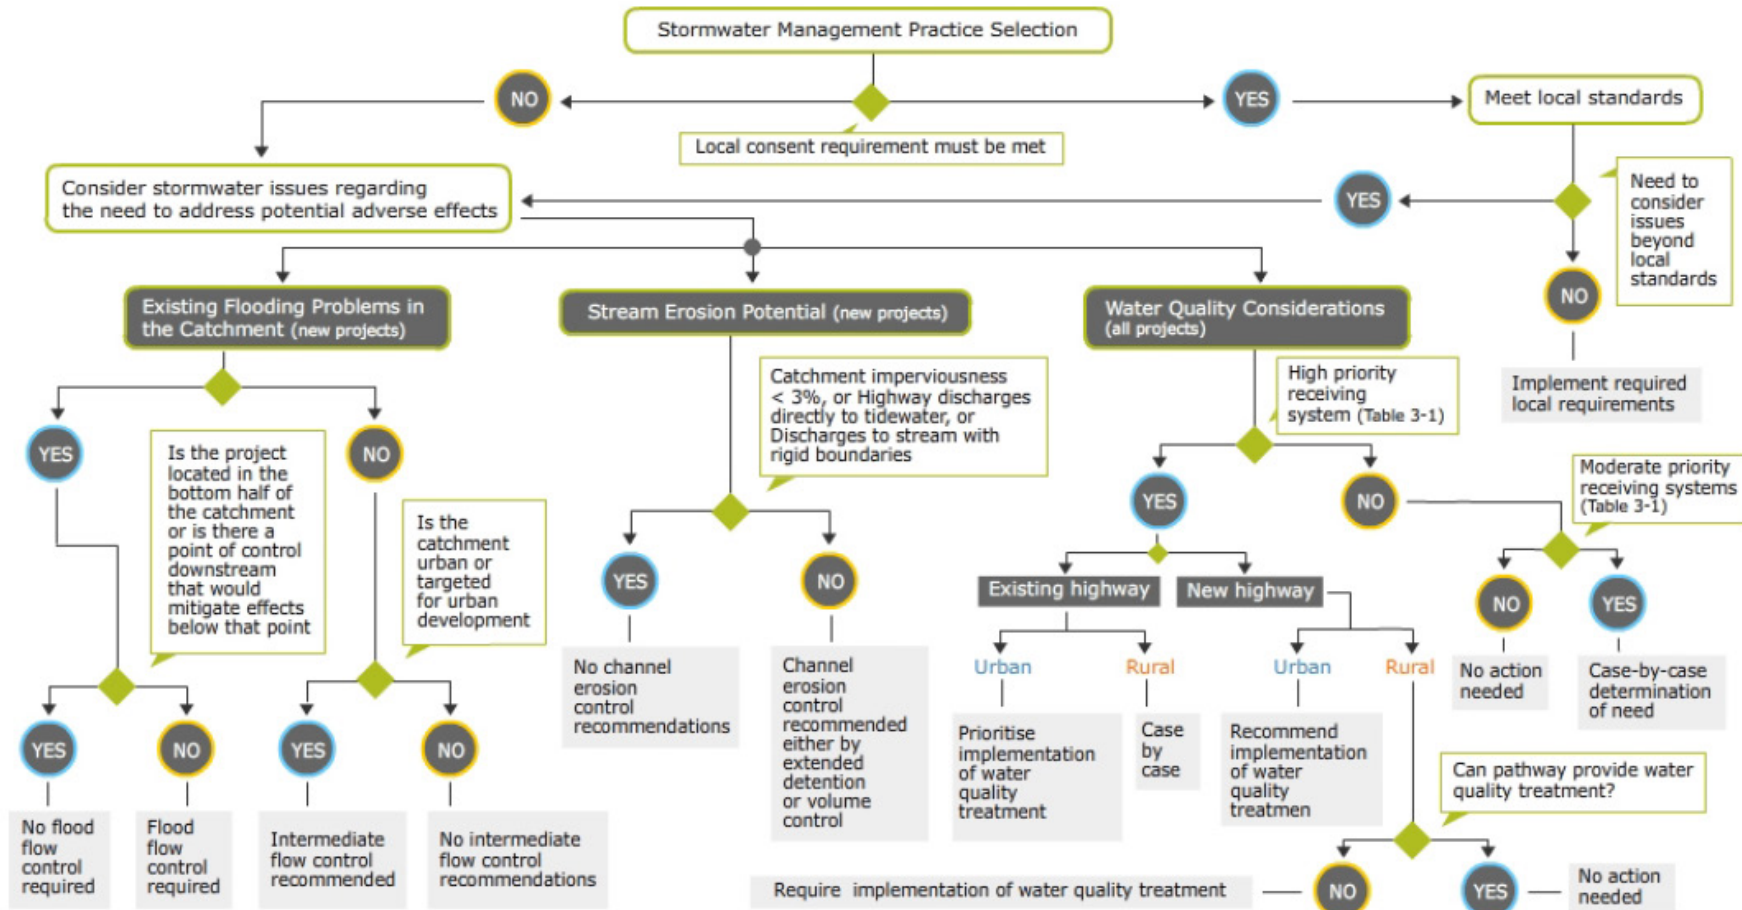 Stormwater Management Practice Selection
NO
YES
Meet local standards
Local consent requirement must be met
Consider stormwater issues regarding
the need to address potential adverse effects
YES
Need to
consider
issues
beyond
local
standards
NO
Implement required
local requirements
Existing Flooding Problems in
the Catchment (new projects)
Stream Erosion Potential (new projects)
Water Quality Considerations
(all projects)
YES
NO
Is the project
located in the
bottom half of
the catchment
or is there a
point of control
downstream
that would
mitigate effects
below that point
Is the
catchment
urban or
targeted
for urban
development
YES
NO
YES
NO
No flood
flow
control
required
Flood
flow
control
required
Intermediate
flow control
recommended
No intermediate
flow control
recommendations
Catchment imperviousness
< 3%, or Highway discharges
directly to tidewater, or
Discharges to stream with
rigid boundaries
YES
NO
No channel
erosion
control
recommendations
Channel
erosion
control
recommended
either by
extended
detention
or volume
control
High priority
receiving
system (Table 3-1)
YES
NO
Moderate priority
receiving systems
(Table 3-1)
Existing highway
New highway
NO
YES
Urban
Rural
Urban
Rural
No action
needed
Case-by-case
determination
of need
Prioritise
implementation
of water
quality
treatment
Case
by
case
Recommend
implementation
of water
quality
treatmen
Can pathway provide water
quality treatment?
Require implementation of water quality treatment
NO
YES
No action
needed